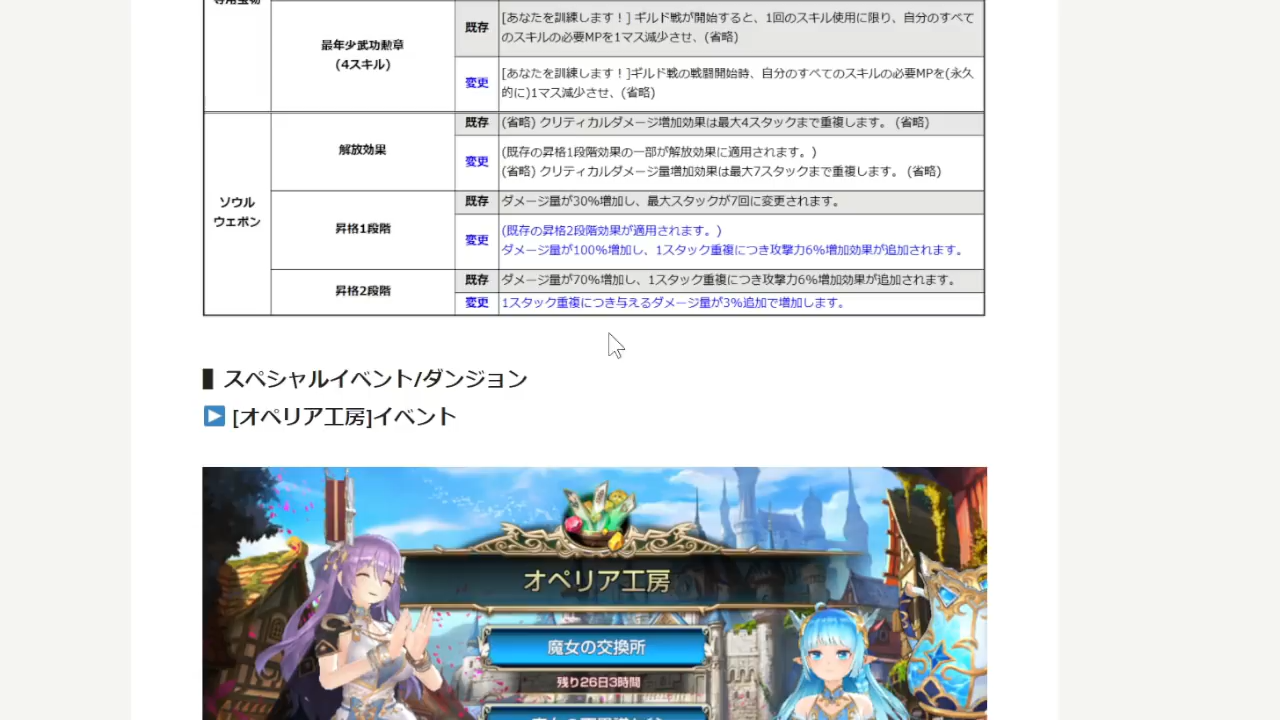 専用宝物
最年少武功勲章
(4スキル)
既存
[あなたを訓練します！] ギルド戦が開始すると、1回のスキル使用に限り、自分のすべて
のスキルの必要MPを1マス減少させ、(省略)
変更
[あなたを訓練します！]ギルド戦の戦闘開始時、自分のすべてのスキルの必要MPを(永久
的に)1マス減少させ、(省略)
ソウル
ウエポン
解放効果
既存
(省略) クリティカルダメージ増加効果は最大4スタックまで重複します。 (省略)
変更
(既存の昇格1段階効果の一部が解放効果に適用されます。)
(省略) クリティカルダメージ量増加効果は最大7スタックまで重複します。 (省略)
昇格1段階
既存
ダメージ量が30%増加し、最大スタックが7回に変更されます。
変更
(既存の昇格2段階効果が適用されます。)
ダメージ量が100%増加し、1スタック重複につき攻撃力6%増加効果が追加されます。
昇格2段階
既存
ダメージ量が70%増加し、1スタック重複につき攻撃力6%増加効果が追加されます。
変更
1スタック重複につき与えるダメージ量が3%追加で増加します。
スペシャルイベント/ダンジョン
[オペリア工房]イベント
オペリア工房
魔女の交換所
残り26日3時間